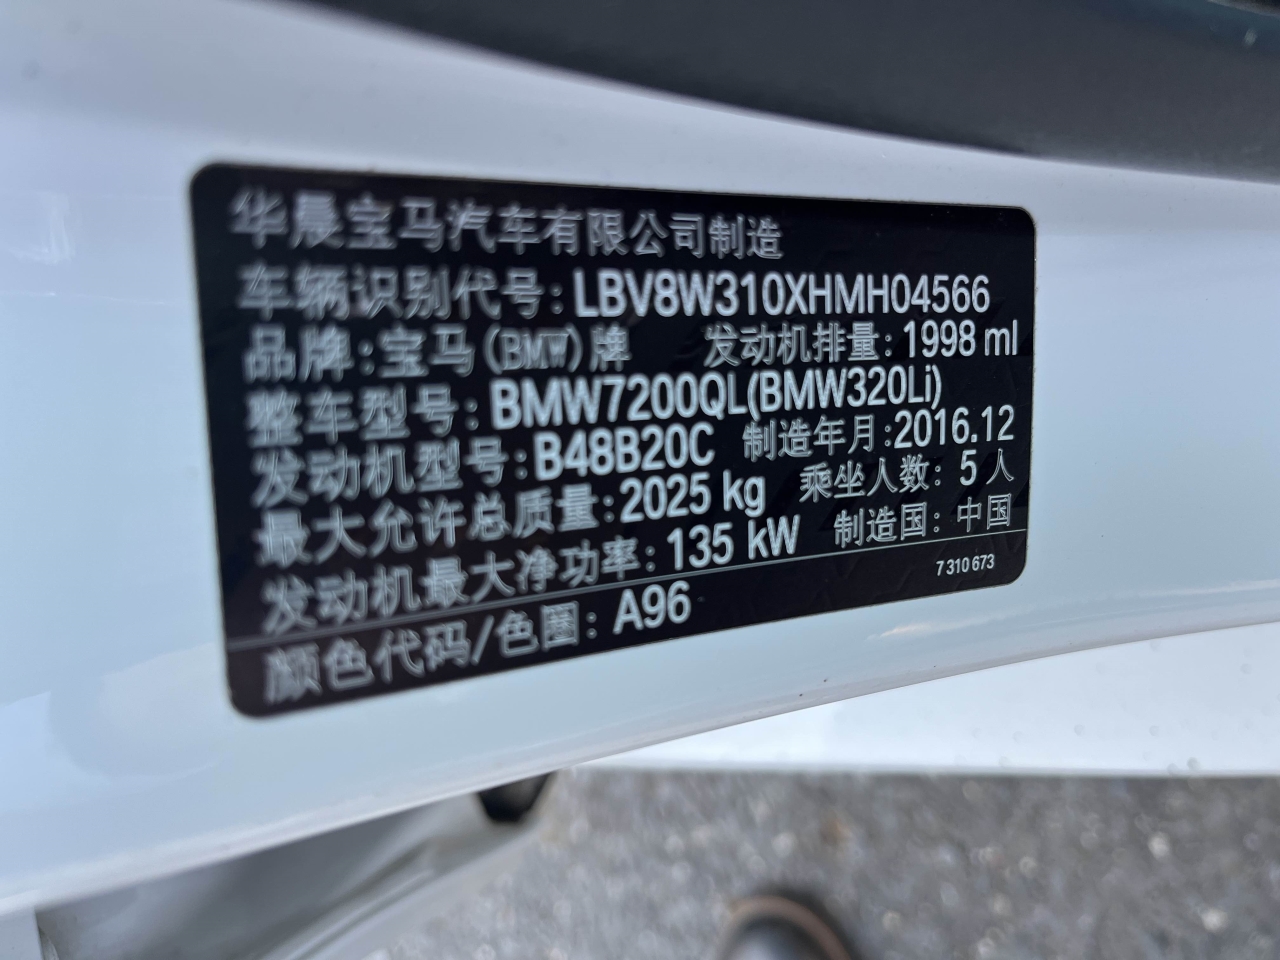 华晨宝马汽车有限公司制造
车辆识别代号: LBV8W310XHMH04566
品牌: 宝马(BMW)牌 发动机排量: 1998 ml
整车型号: BMW7200QL(BMW320Li)
发动机型号: B48B20C 制造年月: 2016.12
最大允许总质量: 2025 kg 乘坐人数: 5 人
发动机最大净功率: 135 kW 制造国: 中国
7 310 673
颜色代码/色圈: A96